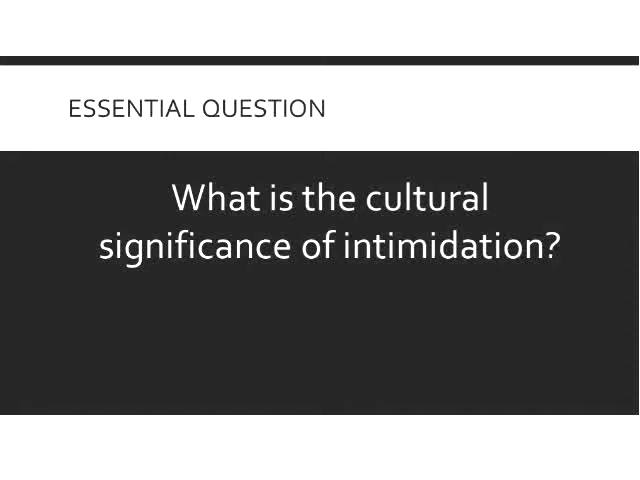 ESSENTIAL QUESTION
What is the cultural
significance of intimidation?